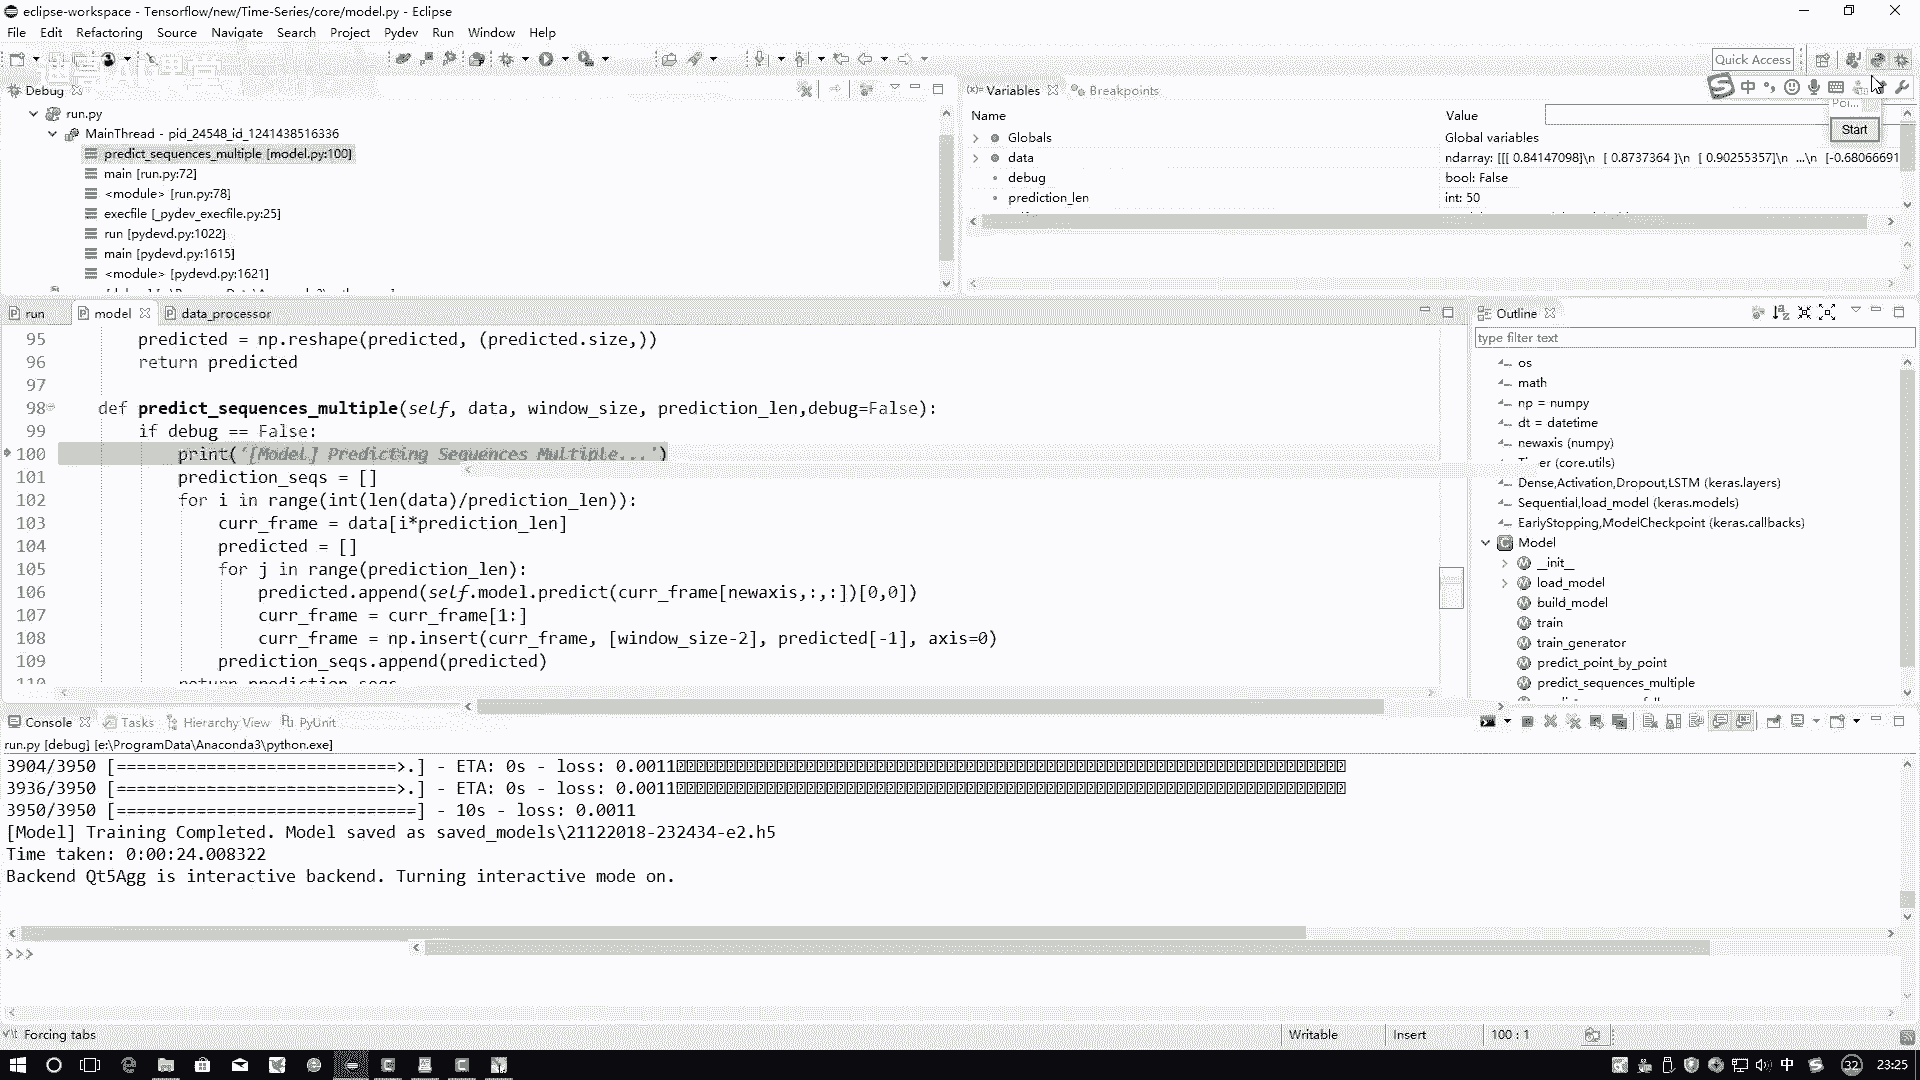 eclipse-workspace - Tensorflow/new/Time-Series/core/model.py - Eclipse
File Edit Refactoring Source Navigate Search Project Pydev Run Window Help
Quick Access
Debug
Variables Breakpoints
中
Start
run.py
MainThread - pid_24548_id_1241438516336
predict_sequences_multiple [model.py:100]
main [run.py:72]
<module> [run.py:78]
execfile [_pydev_execfile.py:25]
run [pydevd.py:1022]
main [pydevd.py:1615]
<module> [pydevd.py:1621]
Name Value
Globals Global variables
data ndarray: [[[ 0.84147098]\n [ 0.8737364 ]\n [ 0.90255357]\n ...\n [-0.68066691
debug bool: False
prediction_len int: 50
run model data_processor
95 predicted = np.reshape(predicted, (predicted.size,))
96 return predicted
97
98 def predict_sequences_multiple(self, data, window_size, prediction_len,debug=False):
99 if debug == False:
100 print('[Model] Predicting Sequences Multiple...')
101 prediction_seqs = []
102 for i in range(int(len(data)/prediction_len)):
103 curr_frame = data[i*prediction_len]
104 predicted = []
105 for j in range(prediction_len):
106 predicted.append(self.model.predict(curr_frame[newaxis,:,:])[0,0])
107 curr_frame = curr_frame[1:]
108 curr_frame = np.insert(curr_frame, [window_size-2], predicted[-1], axis=0)
109 prediction_seqs.append(predicted)
110 return prediction_seqs
Outline
type filter text
os
math
np = numpy
dt = datetime
newaxis (numpy)
Timer (core.utils)
Dense,Activation,Dropout,LSTM (keras.layers)
Sequential,load_model (keras.models)
EarlyStopping,ModelCheckpoint (keras.callbacks)
Model
__init__
load_model
build_model
train
train_generator
predict_point_by_point
predict_sequences_multiple
Console Tasks Hierarchy View PyUnit
run.py [debug] [e:\ProgramData\Anaconda3\python.exe]
3904/3950 [============================>.] - ETA: 0s - loss: 0.0011
3936/3950 [============================>.] - ETA: 0s - loss: 0.0011
3950/3950 [==============================] - 10s - loss: 0.0011
[Model] Training Completed. Model saved as saved_models\21122018-232434-e2.h5
Time taken: 0:00:24.008322
Backend Qt5Agg is interactive backend. Turning interactive mode on.
>>>
Forcing tabs Writable Insert 100 : 1
中 32 23:25